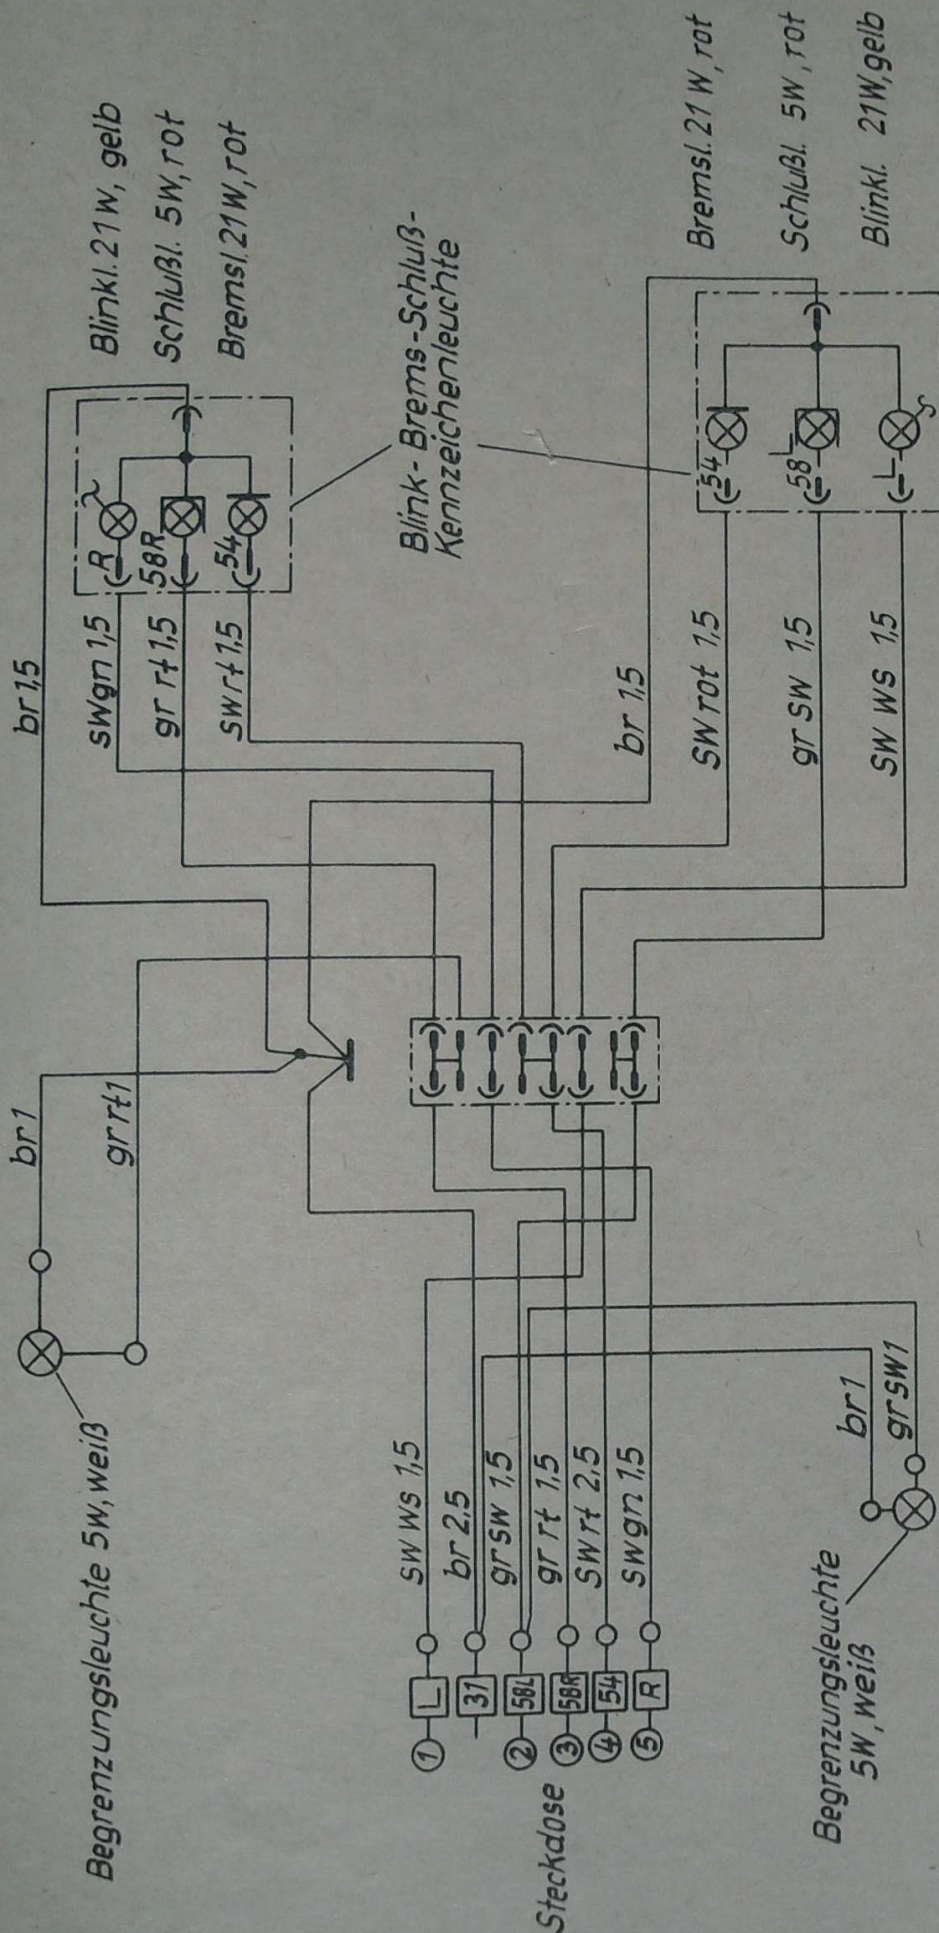 Begrenzungsleuchte 5W, weiß
br 1
gr rt 1
br 1,5
sw gn 1,5
gr rt 1,5
sw rt 1,5
R
58R
54
Blinkl. 21W, gelb
Schlußl. 5W, rot
Bremsl. 21W, rot
Blink-Brems-Schluß-
Kennzeichenleuchte
Steckdose
1
L
sw ws 1,5
31
br 2,5
2
58L
gr sw 1,5
3
58R
gr rt 1,5
4
54
sw rt 2,5
5
R
sw gn 1,5
br 1,5
sw rot 1,5
gr sw 1,5
sw ws 1,5
54
58L
L
Bremsl. 21W, rot
Schlußl. 5W, rot
Blinkl. 21W, gelb
Begrenzungsleuchte
5W, weiß
br 1
gr sw 1